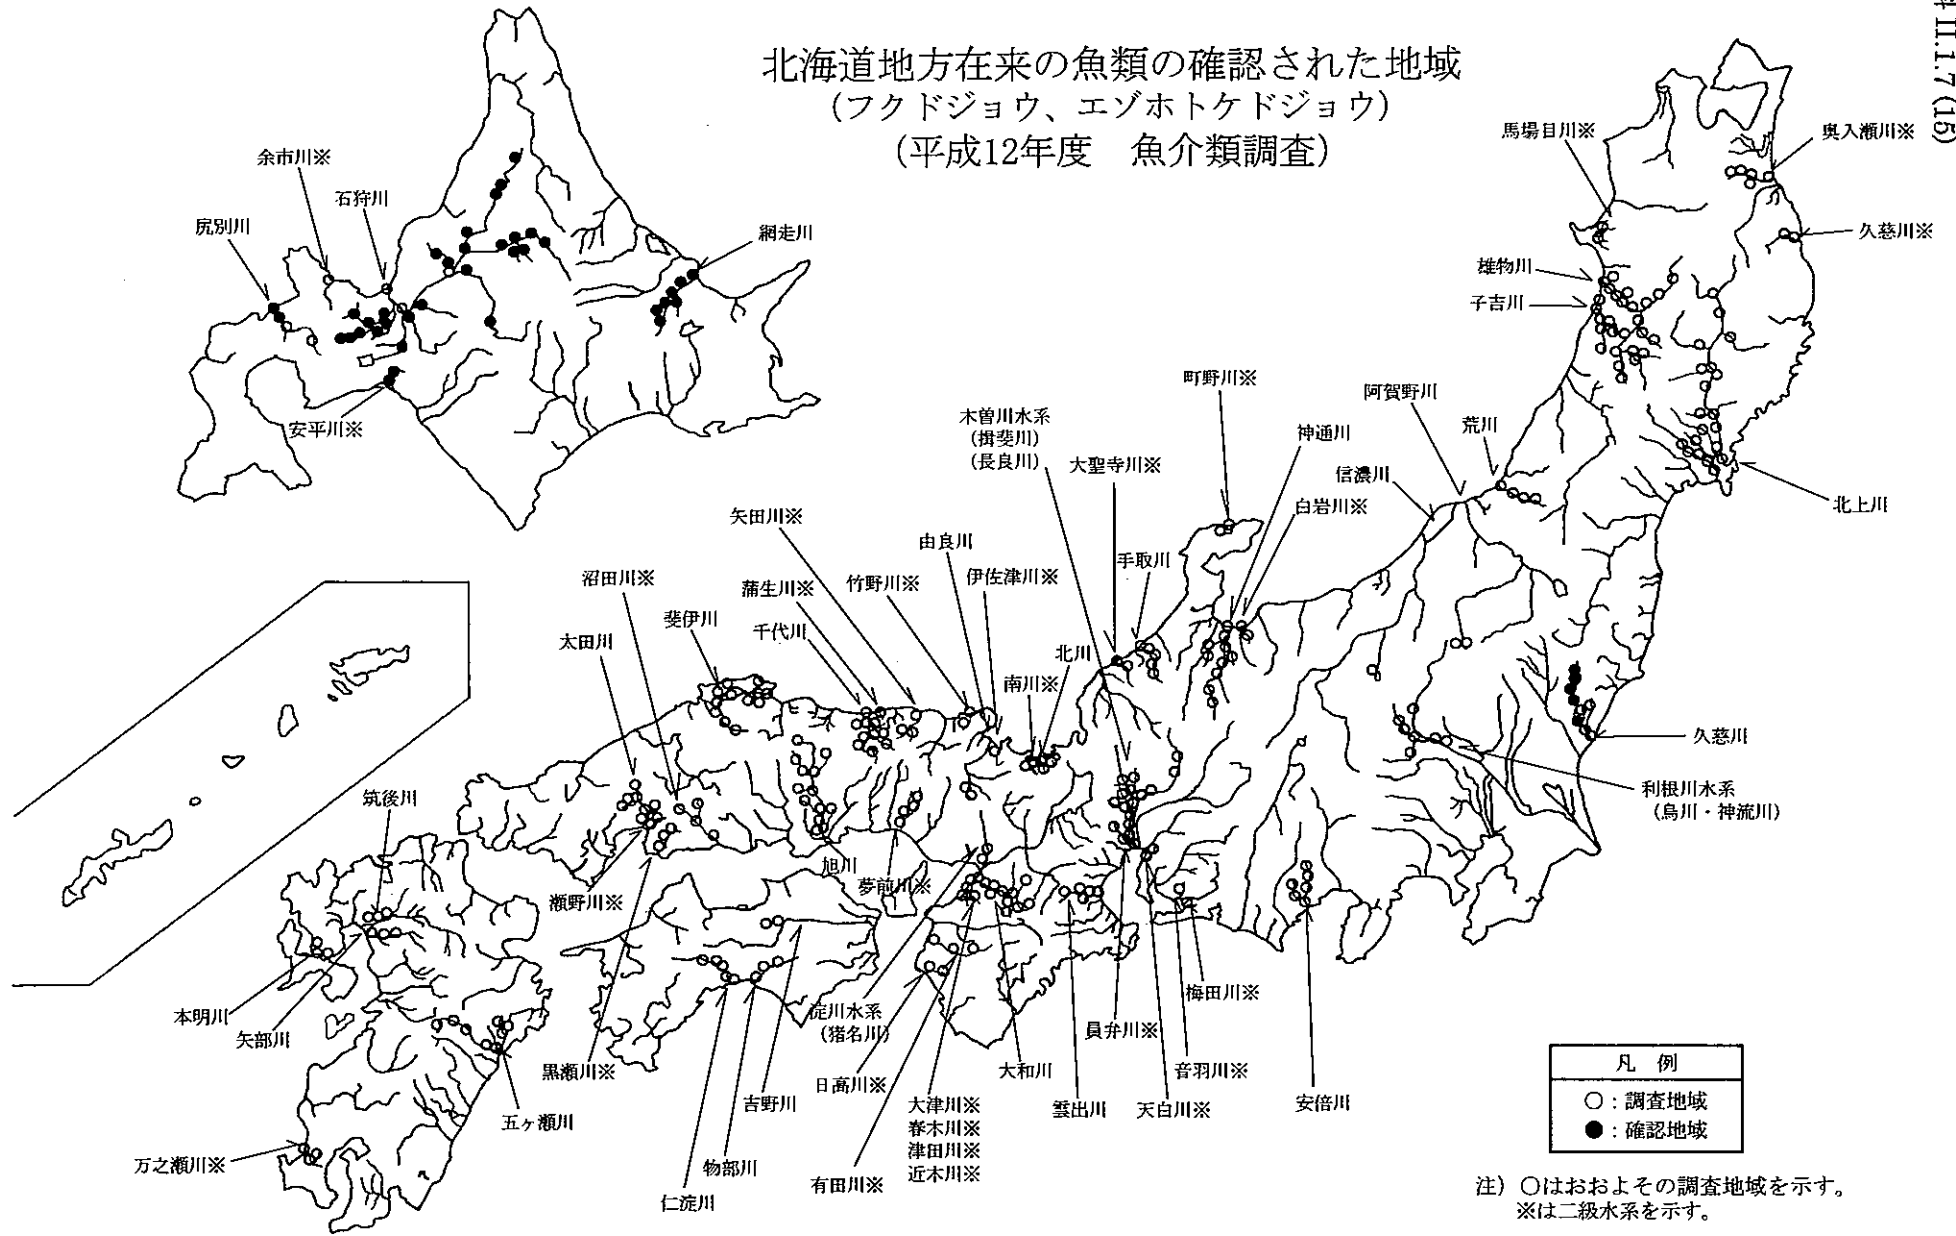 II.1.7 (15)
北海道地方在来の魚類の確認された地域
(フクドジョウ、エゾホトケドジョウ)
(平成12年度 魚介類調査)
余市川※
石狩川
尻別川
網走川
安平川※
馬場目川※
奥入瀬川※
久慈川※
雄物川
子吉川
北上川
町野川※
阿賀野川
荒川
木曽川水系
(揖斐川)
(長良川)
神通川
大聖寺川※
信濃川
白岩川※
手取川
矢田川※
由良川
伊佐津川※
沼田川※
蒲生川※
竹野川※
斐伊川
千代川
太田川
北川
南川※
久慈川
利根川水系
(烏川・神流川)
筑後川
旭川
夢前川※
瀬野川※
本明川
矢部川
淀川水系
(猪名川)
梅田川※
員弁川※
黒瀬川※
吉野川
日高川※
大和川
音羽川※
大津川※
春木川※
津田川※
近木川※
雲出川
天白川※
安倍川
五ヶ瀬川
万之瀬川※
物部川
有田川※
仁淀川
凡 例
○:調査地域
●:確認地域
注) ○はおおよその調査地域を示す。
※は二級水系を示す。